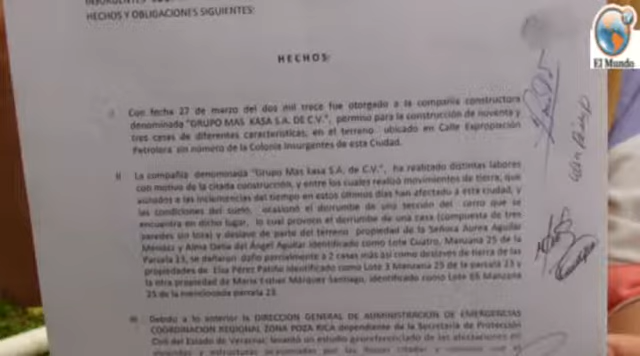 HECHOS Y OBLIGACIONES SIGUIENTES:
El Mundo
HECHOS:
I Con fecha 27 de marzo del dos mil trece fue otorgado a la compañía constructora
denominada "GRUPO MAS KASA S.A. DE C.V.", permiso para la construcción de noventa y
tres casas de diferentes características, en el terreno ubicado en Calle Expropiación
Petrolera sin número de la Colonia Insurgentes de esta Ciudad.
II La compañía denominada "Grupo Mas kasa S.A. de C.V.", ha realizado distintas labores
con motivo de la citada construcción, y entre los cuales realizó movimientos de tierra, que
aunados a las inclemencias del tiempo en estos últimos días han afectado a esta ciudad, y
las condiciones del suelo, ocasionó el derrumbe de una sección del cerro que se
encuentra en dicho lugar, lo cual provocó el derrumbe de una casa (compuesta de tres
paredes sin losa) y deslave de parte del terreno propiedad de la Señora Aurea Aguilar
Méndez y Alma Delia del Ángel Aguilar identificado como Lote Cuatro, Manzana 25 de la
Parcela 23, se dañaron daño parcialmente a 2 casas más así como deslaves de tierra de las
propiedades de Elsa Pérez Patiño identificado como Lote 3 Manzana 25 de la parcela 23 y
la otra propiedad de María Esther Márquez Santiago, identificado como Lote 65 Manzana
25 de la mencionada parcela 23.
III Debido a lo anterior la DIRECCION GENERAL DE ADMINISTRACION DE EMERGENCIAS
COORDINACION REGIONAL ZONA POZA RICA dependiente de la Secretaría de Protección
Civil del Estado de Veracruz, levantó un estudio georeferenciado de las afectaciones en